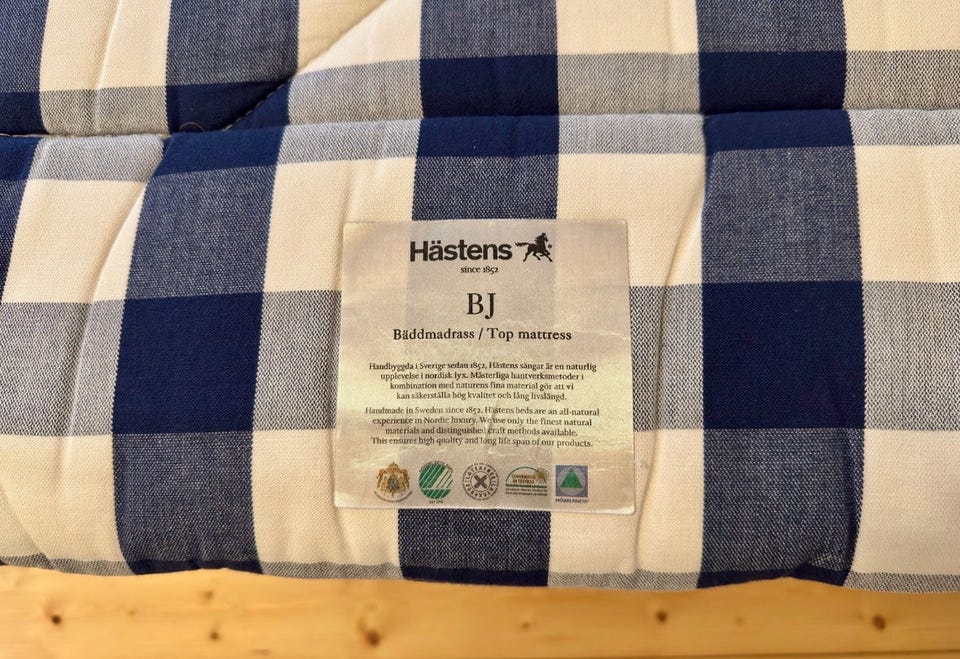 Hästens
since 1852
BJ
Bäddmadrass / Top mattress
Handbyggda i Sverige sedan 1852, Hästens sängar är en naturlig
upplevelse i nordisk lyx. Mästerliga hantverksmetoder i
kombination med naturens fina material gör att vi
kan säkerställa hög kvalitet och lång livslängd.
Handmade in Sweden since 1852. Hästens beds are an all-natural
experience in Nordic luxury. We use only the finest natural
materials and distinguished craft methods available.
This ensures high quality and long life span of our products.